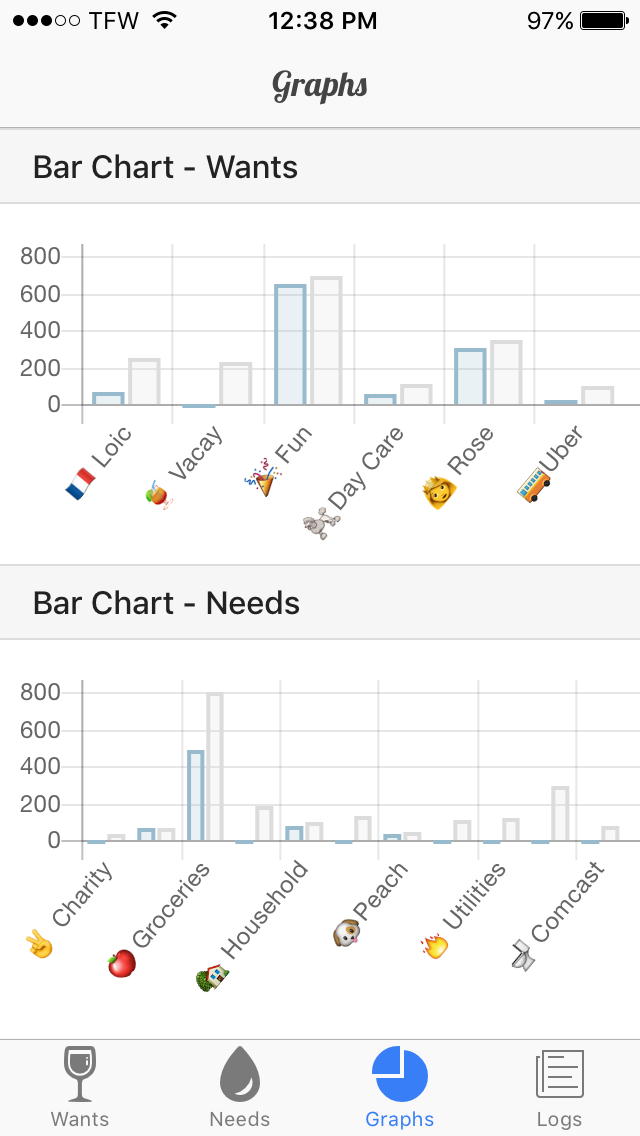 TFW 12:38 PM 97%
Graphs
Bar Chart - Wants
800
600
400
200
0
Loic
Vacay
Fun
Day Care
Rose
Uber
Bar Chart - Needs
800
600
400
200
0
Charity
Groceries
Household
Peach
Utilities
Comcast
Wants Needs Graphs Logs